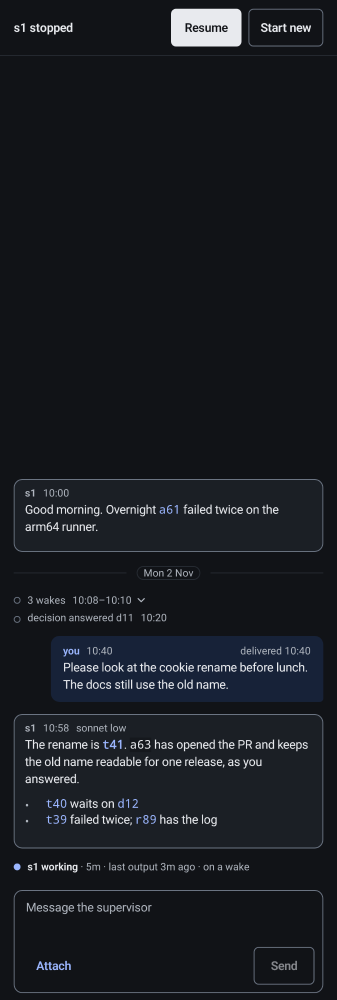 s1 stopped
Resume
Start new
s1 10:00
Good morning. Overnight a61 failed twice on the
arm64 runner.
Mon 2 Nov
3 wakes 10:08–10:10
decision answered d11 10:20
you 10:40 delivered 10:40
Please look at the cookie rename before lunch.
The docs still use the old name.
s1 10:58 sonnet low
The rename is t41. a63 has opened the PR and keeps
the old name readable for one release, as you
answered.
• t40 waits on d12
• t39 failed twice; r89 has the log
s1 working · 5m · last output 3m ago · on a wake
Message the supervisor
Attach
Send